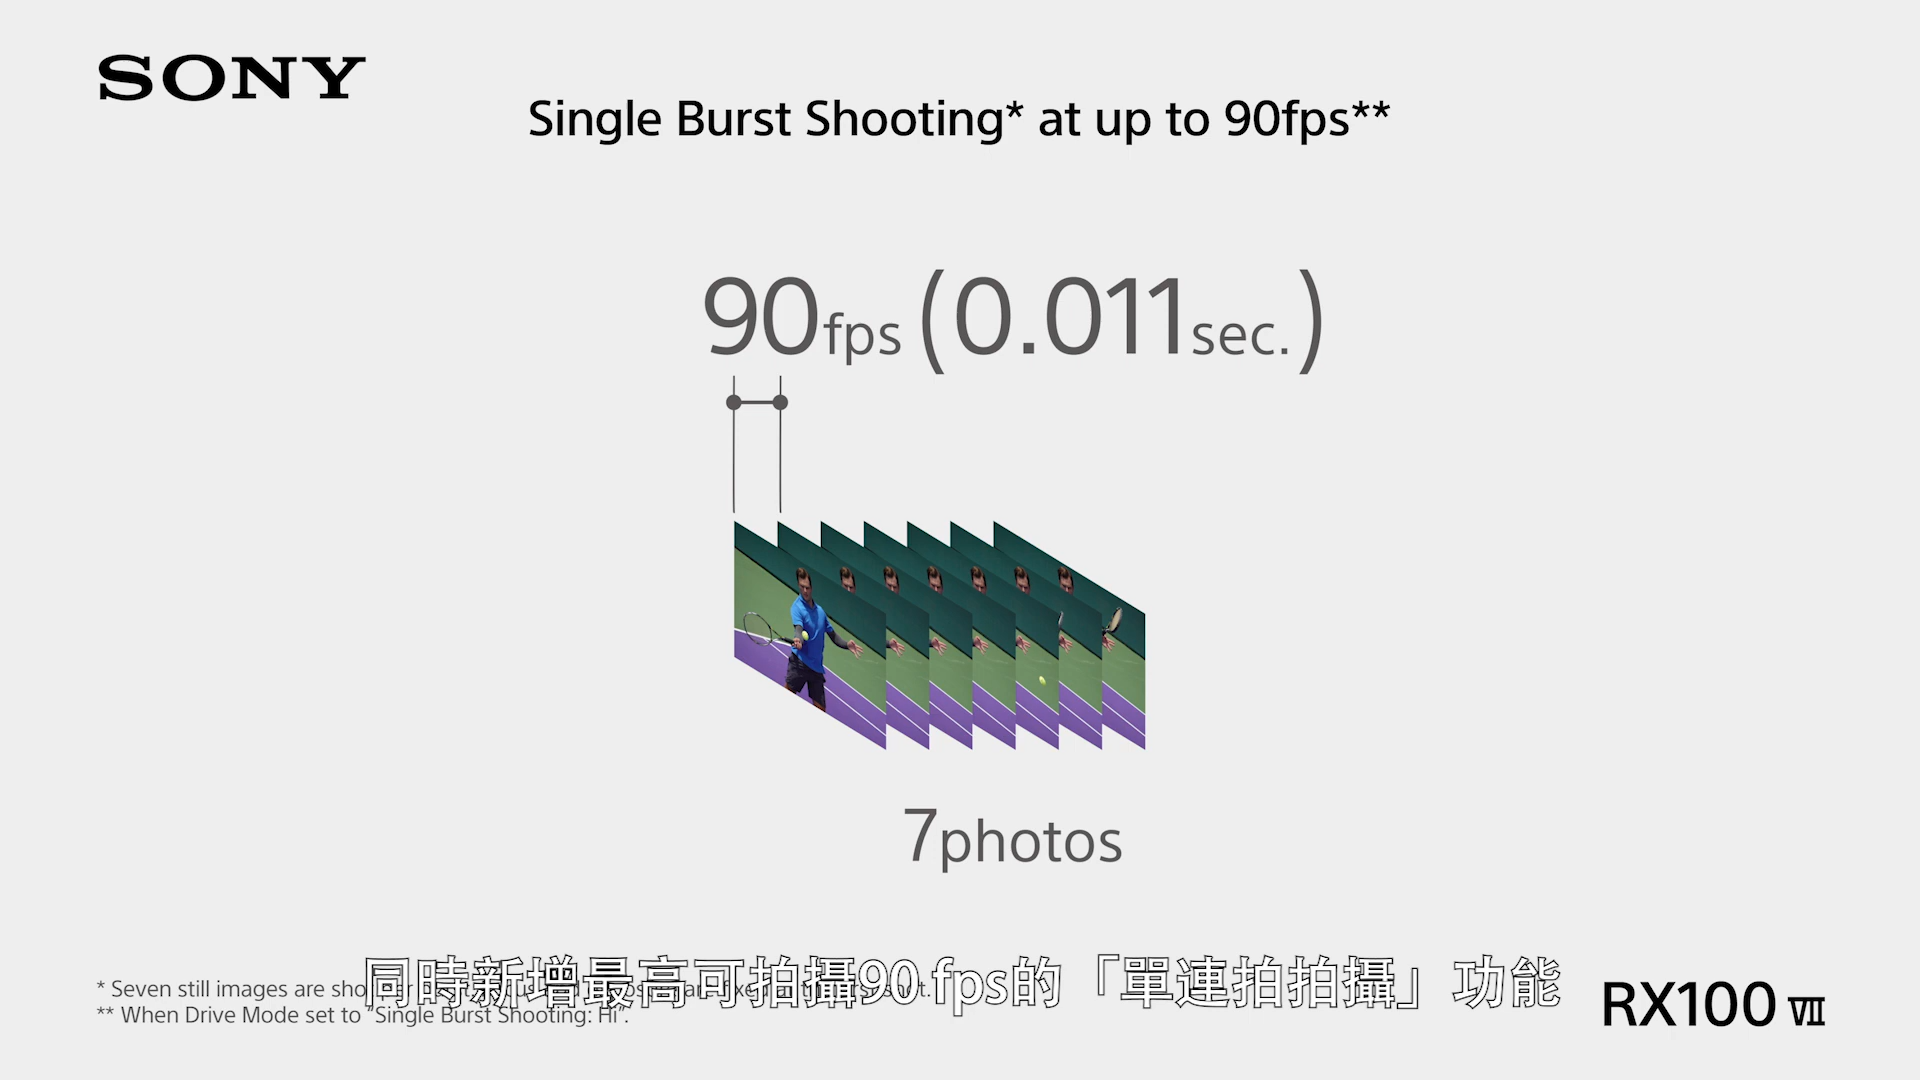 SONY
Single Burst Shooting* at up to 90fps**
90fps (0.011sec.)
7photos
同時新增最高可拍攝90 fps的「單連拍拍攝」功能
* Seven still images are shot
** When Drive Mode set to “Single Burst Shooting: Hi”.
RX100 VII